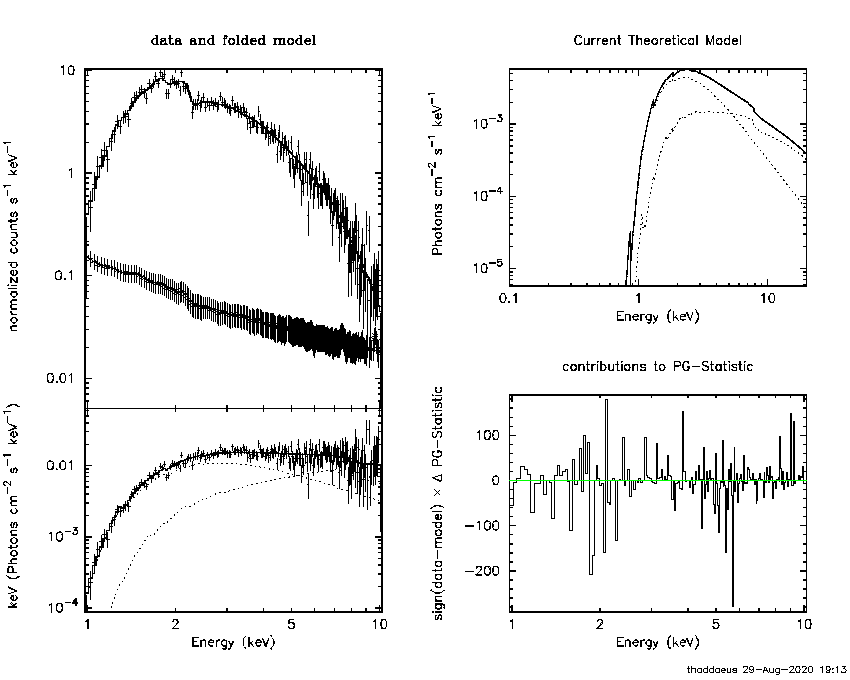 data and folded model
normalized counts s⁻¹ keV⁻¹
10
1
0.1
0.01
keV (Photons cm⁻² s⁻¹ keV⁻¹)
0.01
10⁻³
10⁻⁴
1 2 5 10
Energy (keV)
Current Theoretical Model
Photons cm⁻² s⁻¹ keV⁻¹
10⁻³
10⁻⁴
10⁻⁵
0.1 1 10
Energy (keV)
contributions to PG−Statistic
sign(data−model) × Δ PG−Statistic
100
0
−100
−200
1 2 5 10
Energy (keV)
thaddaeus 29−Aug−2020 19:13